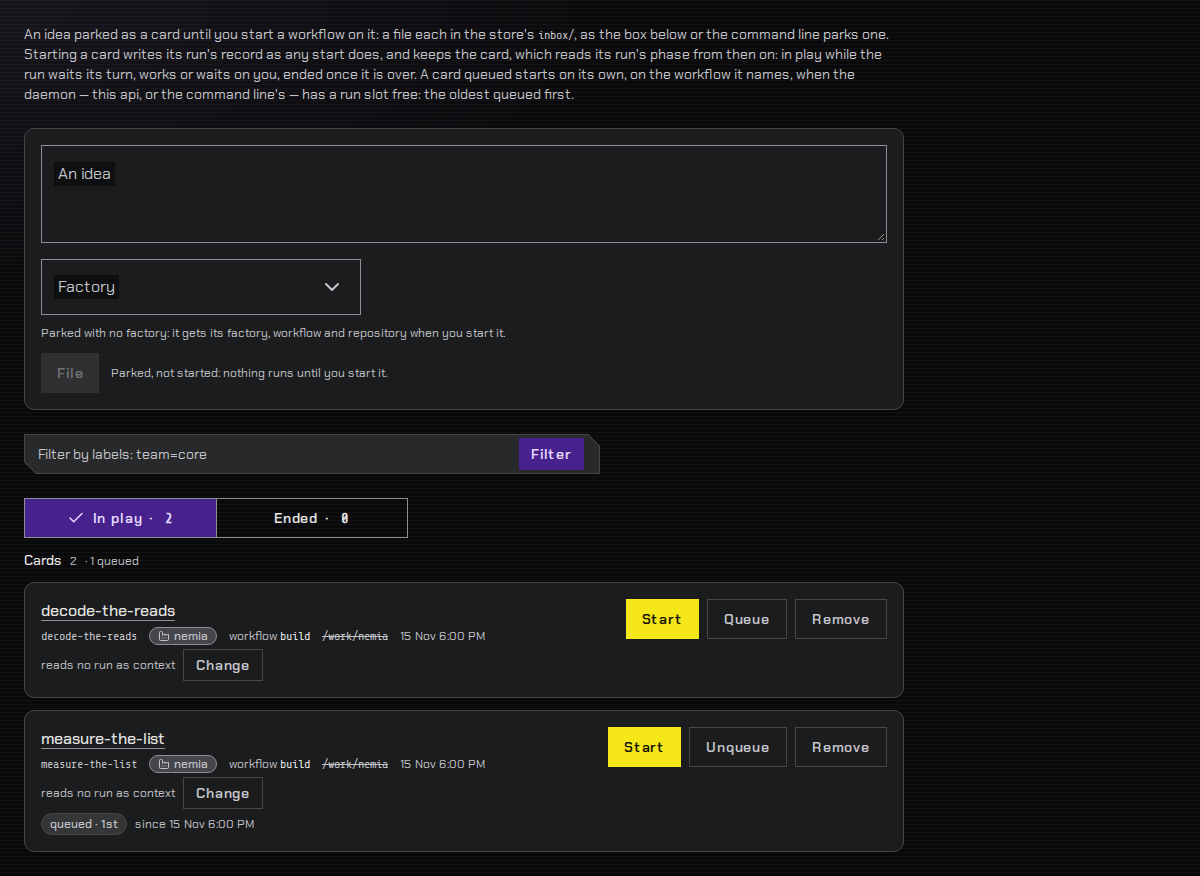 An idea parked as a card until you start a workflow on it: a file each in the store's inbox/, as the box below or the command line parks one.
Starting a card writes its run's record as any start does, and keeps the card, which reads its run's phase from then on: in play while the
run waits its turn, works or waits on you, ended once it is over. A card queued starts on its own, on the workflow it names, when the
daemon — this api, or the command line's — has a run slot free: the oldest queued first.
An idea
Factory
Parked with no factory: it gets its factory, workflow and repository when you start it.
File Parked, not started: nothing runs until you start it.
Filter by labels: team=core Filter
In play · 2 Ended · 0
Cards 2 · 1 queued
decode-the-reads Start Queue Remove
decode-the-reads nemia workflow build /work/nemia 15 Nov 6:00 PM
reads no run as context Change
measure-the-list Start Unqueue Remove
measure-the-list nemia workflow build /work/nemia 15 Nov 6:00 PM
reads no run as context Change
queued · 1st since 15 Nov 6:00 PM